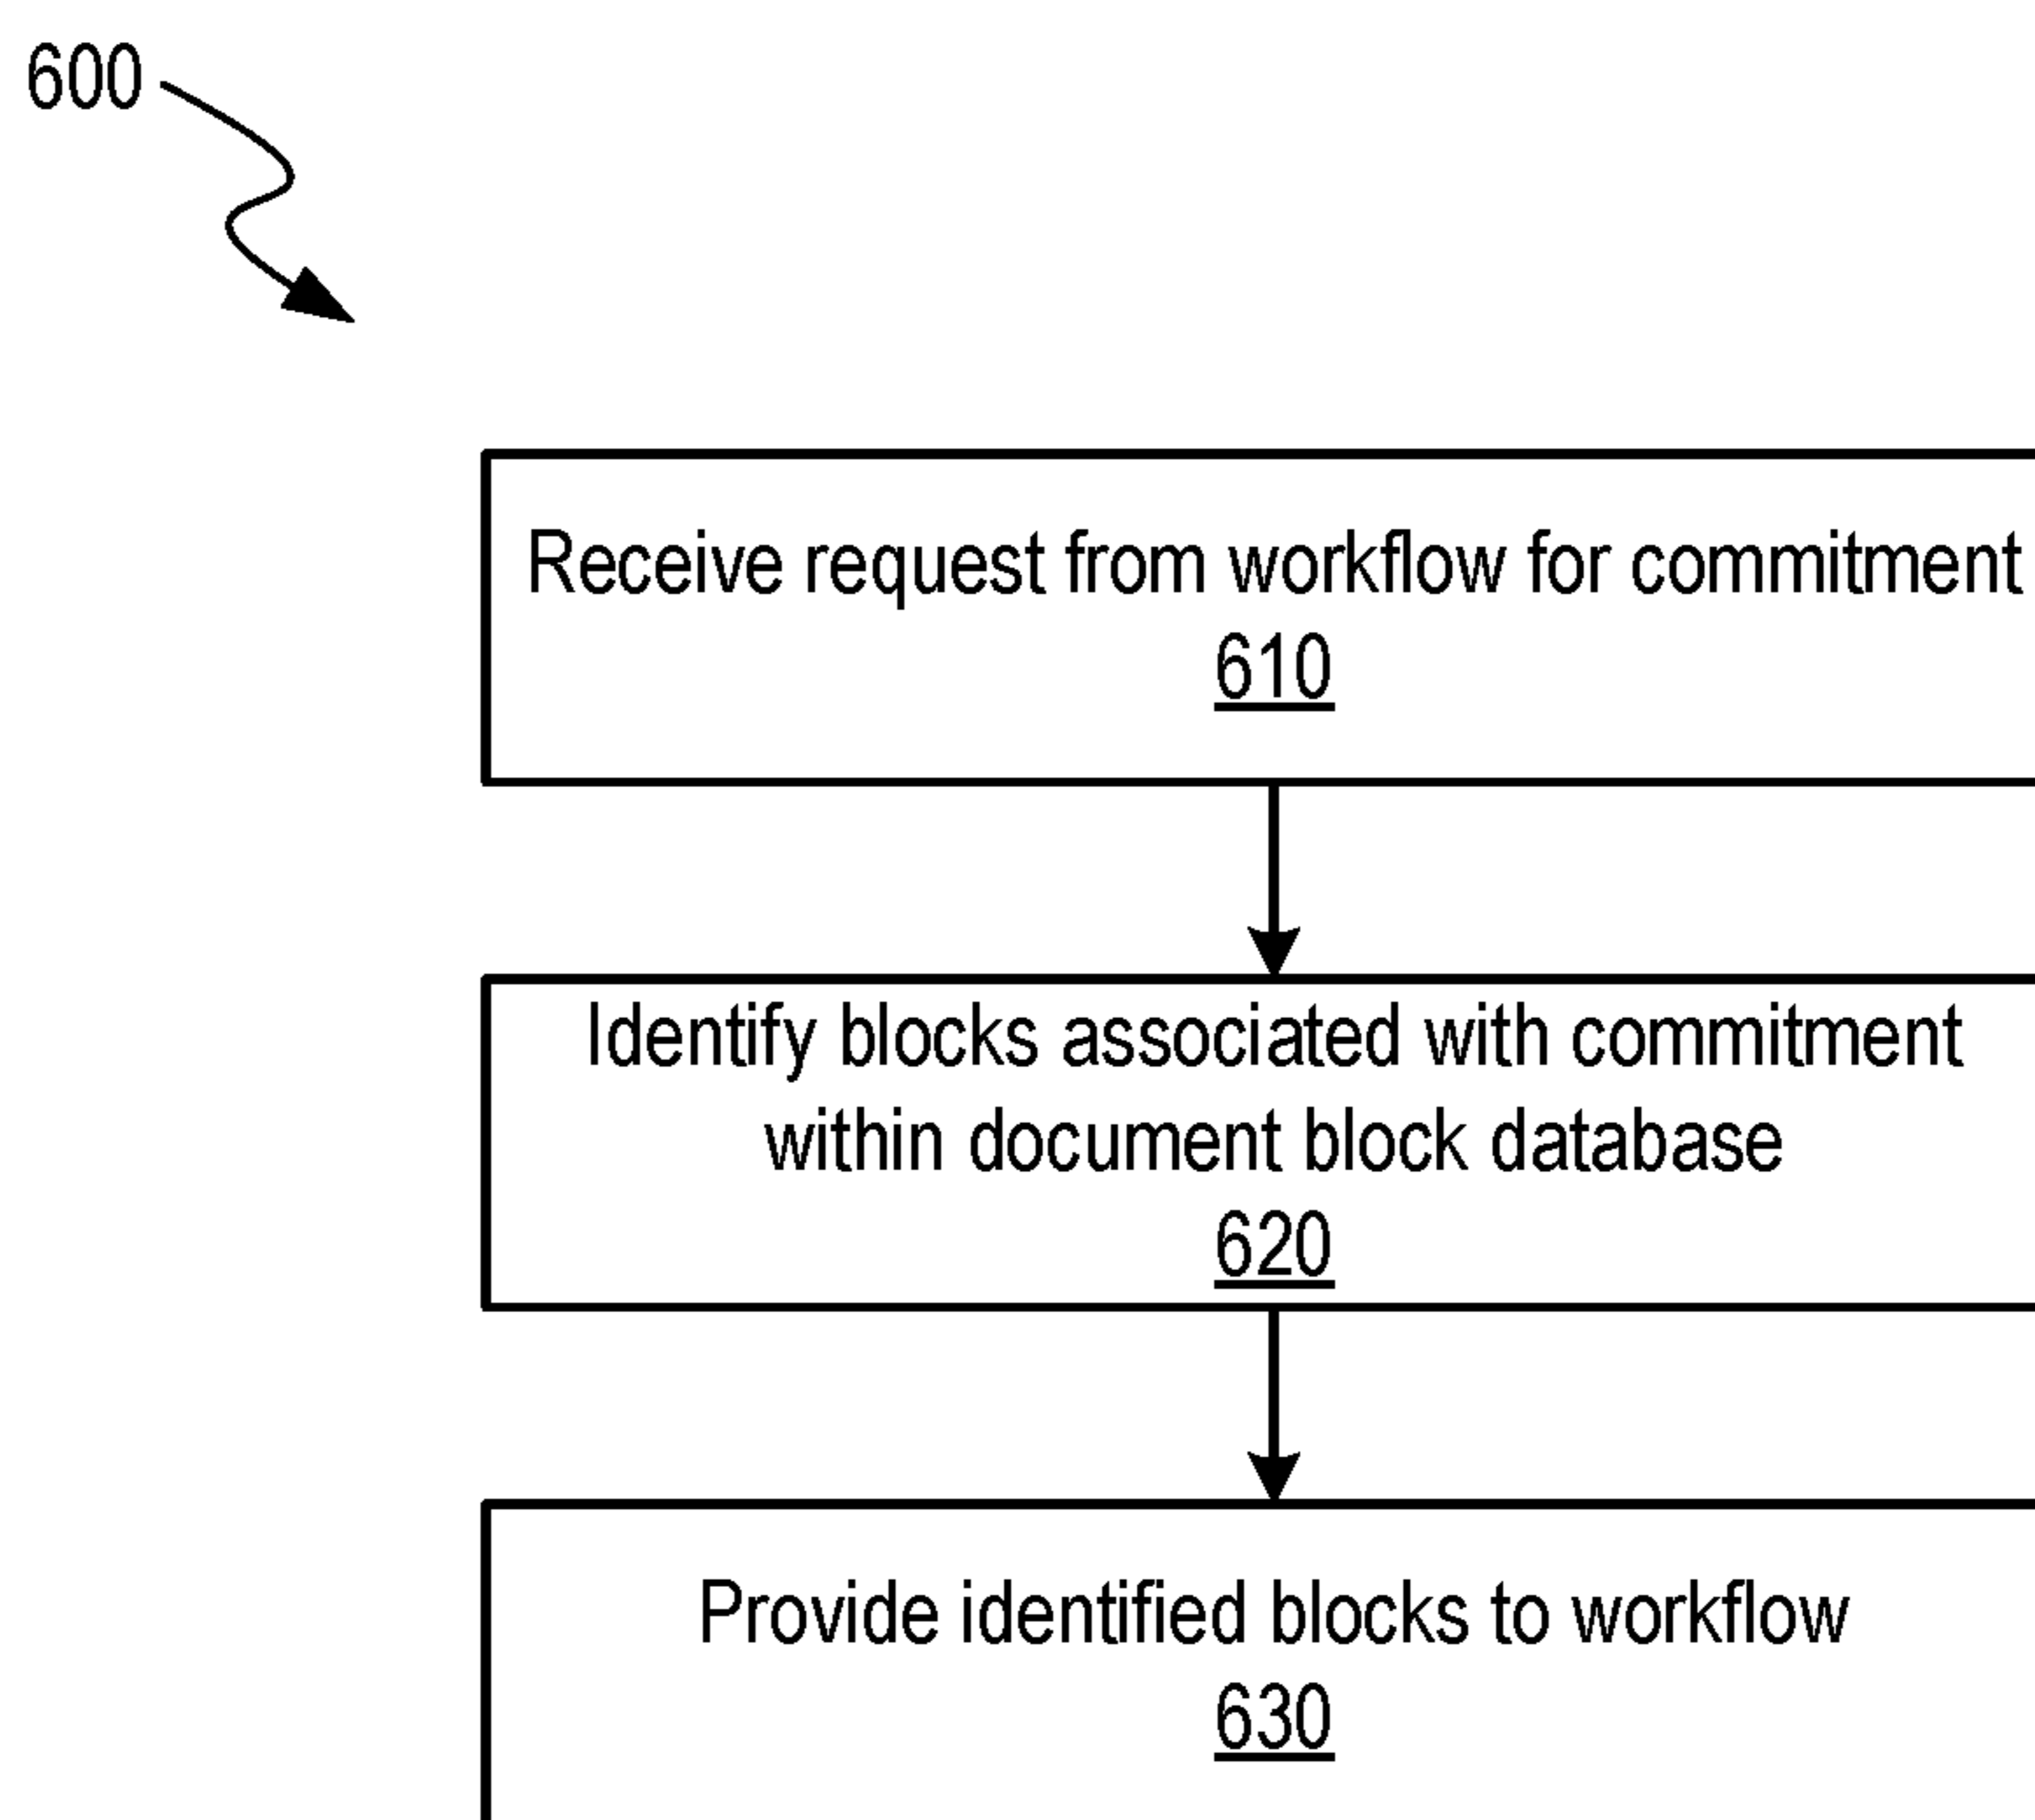 600
Receive request from workflow for commitment
610
Identify blocks associated with commitment
within document block database
620
Provide identified blocks to workflow
630